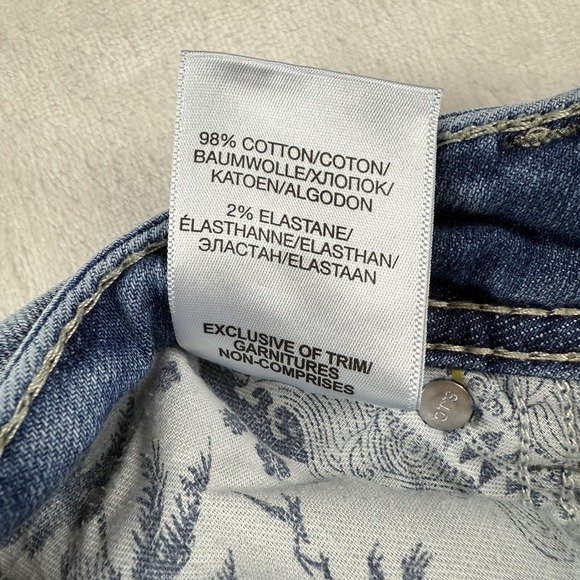 98% COTTON/COTON/
BAUMWOLLE/ХЛОПОК/
KATOEN/ALGODON
2% ELASTANE/
ÉLASTHANNE/ELASTHAN/
ЭЛАСТАН/ELASTAAN
EXCLUSIVE OF TRIM/
GARNITURES
NON-COMPRISES